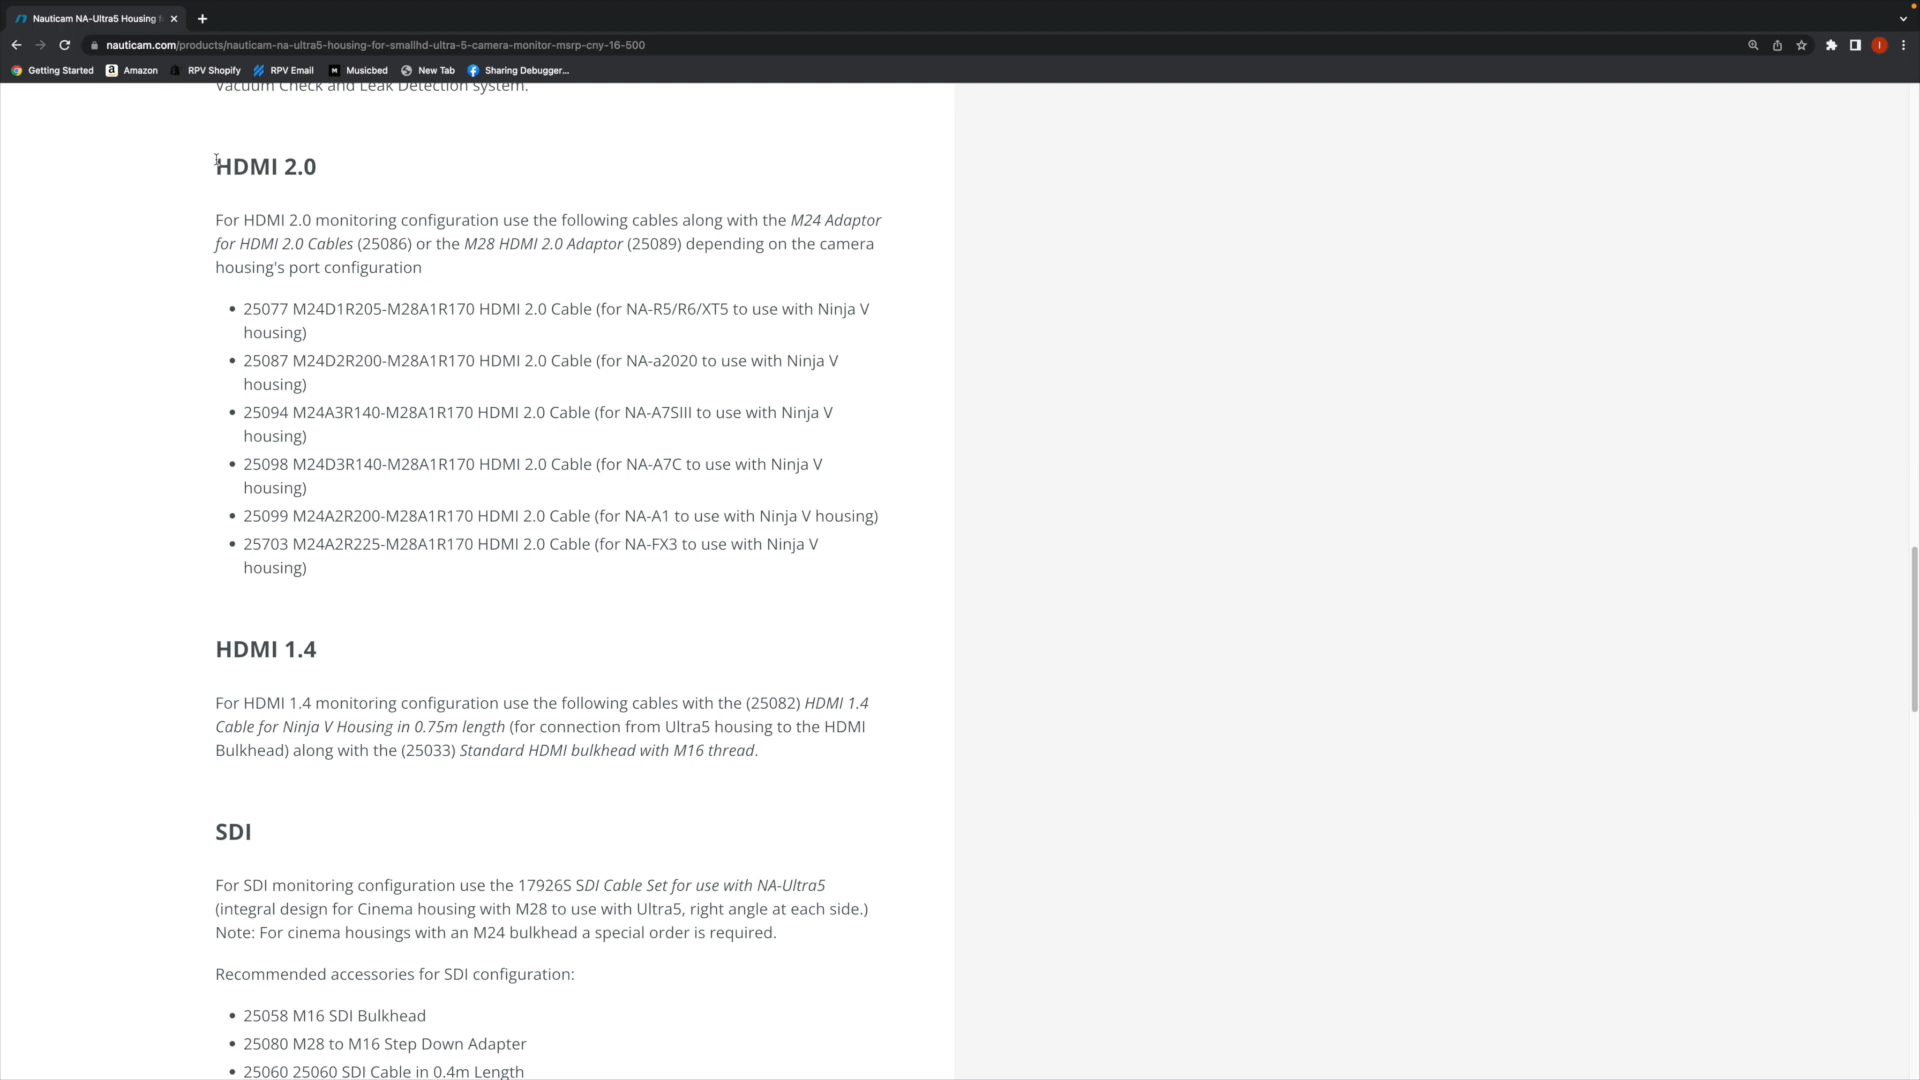 Nauticam NA-Ultra5 Housing f
nauticam.com/products/nauticam-na-ultra5-housing-for-smallhd-ultra-5-camera-monitor-msrp-cny-16-500
I
Getting Started
a Amazon
RPV Shopify
RPV Email
M Musicbed
New Tab
Sharing Debugger...
Vacuum Check and Leak Detection system.
HDMI 2.0
For HDMI 2.0 monitoring configuration use the following cables along with the M24 Adaptor
for HDMI 2.0 Cables (25086) or the M28 HDMI 2.0 Adaptor (25089) depending on the camera
housing's port configuration
• 25077 M24D1R205-M28A1R170 HDMI 2.0 Cable (for NA-R5/R6/XT5 to use with Ninja V
housing)
• 25087 M24D2R200-M28A1R170 HDMI 2.0 Cable (for NA-a2020 to use with Ninja V
housing)
• 25094 M24A3R140-M28A1R170 HDMI 2.0 Cable (for NA-A7SIII to use with Ninja V
housing)
• 25098 M24D3R140-M28A1R170 HDMI 2.0 Cable (for NA-A7C to use with Ninja V
housing)
• 25099 M24A2R200-M28A1R170 HDMI 2.0 Cable (for NA-A1 to use with Ninja V housing)
• 25703 M24A2R225-M28A1R170 HDMI 2.0 Cable (for NA-FX3 to use with Ninja V
housing)
HDMI 1.4
For HDMI 1.4 monitoring configuration use the following cables with the (25082) HDMI 1.4
Cable for Ninja V Housing in 0.75m length (for connection from Ultra5 housing to the HDMI
Bulkhead) along with the (25033) Standard HDMI bulkhead with M16 thread.
SDI
For SDI monitoring configuration use the 17926S SDI Cable Set for use with NA-Ultra5
(integral design for Cinema housing with M28 to use with Ultra5, right angle at each side.)
Note: For cinema housings with an M24 bulkhead a special order is required.
Recommended accessories for SDI configuration:
• 25058 M16 SDI Bulkhead
• 25080 M28 to M16 Step Down Adapter
• 25060 25060 SDI Cable in 0.4m Length